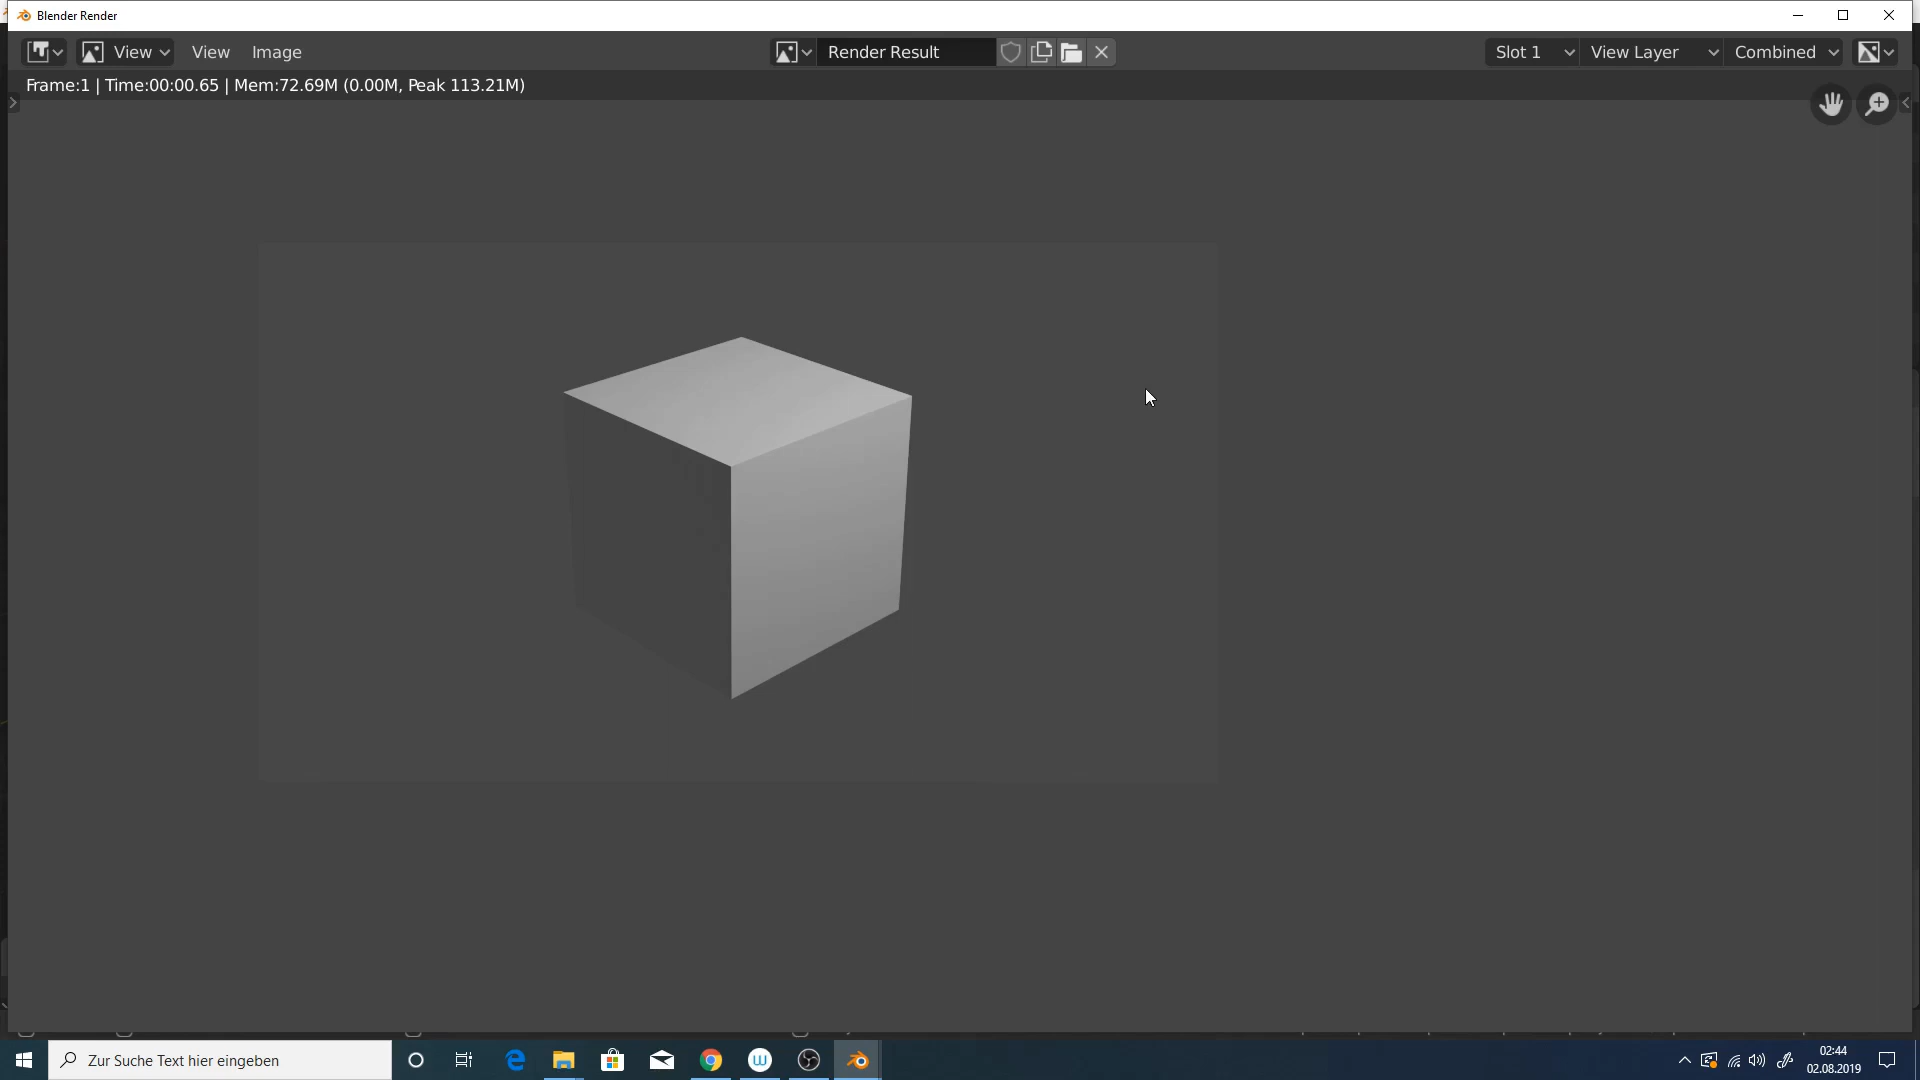 Blender Render
View View Image Render Result Slot 1 View Layer Combined
Frame:1 | Time:00:00.65 | Mem:72.69M (0.00M, Peak 113.21M)
Zur Suche Text hier eingeben
02:44
02.08.2019